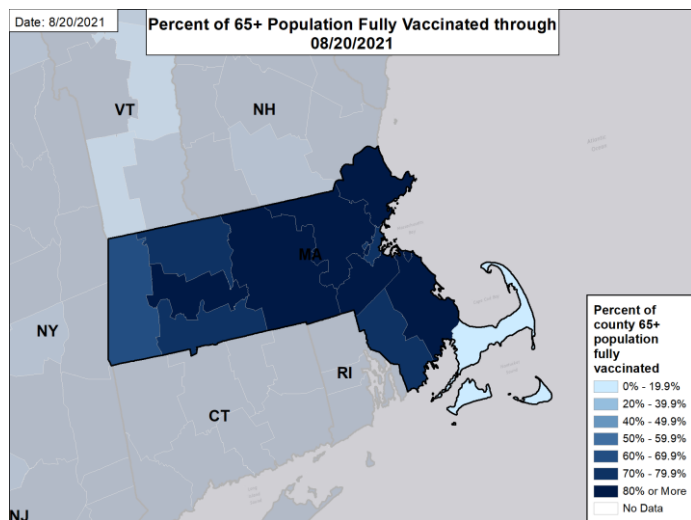 Date: 8/20/2021
Percent of 65+ Population Fully Vaccinated through
08/20/2021
VT
NH
MA
NY
CT
RI
NJ
Percent of
county 65+
population
fully
vaccinated
0% - 19.9%
20% - 39.9%
40% - 49.9%
50% - 59.9%
60% - 69.9%
70% - 79.9%
80% or More
No Data